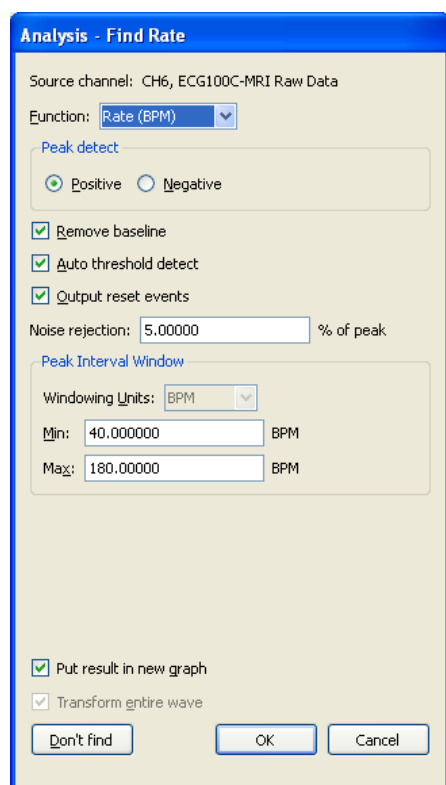 Analysis - Find Rate
Source channel: CH6, ECG100C-MRI Raw Data
Function: Rate (BPM)
Peak detect
Positive Negative
Remove baseline
Auto threshold detect
Output reset events
Noise rejection: 5.00000 % of peak
Peak Interval Window
Windowing Units: BPM
Min: 40.000000 BPM
Max: 180.00000 BPM
Put result in new graph
Transform entire wave
Don't find OK Cancel